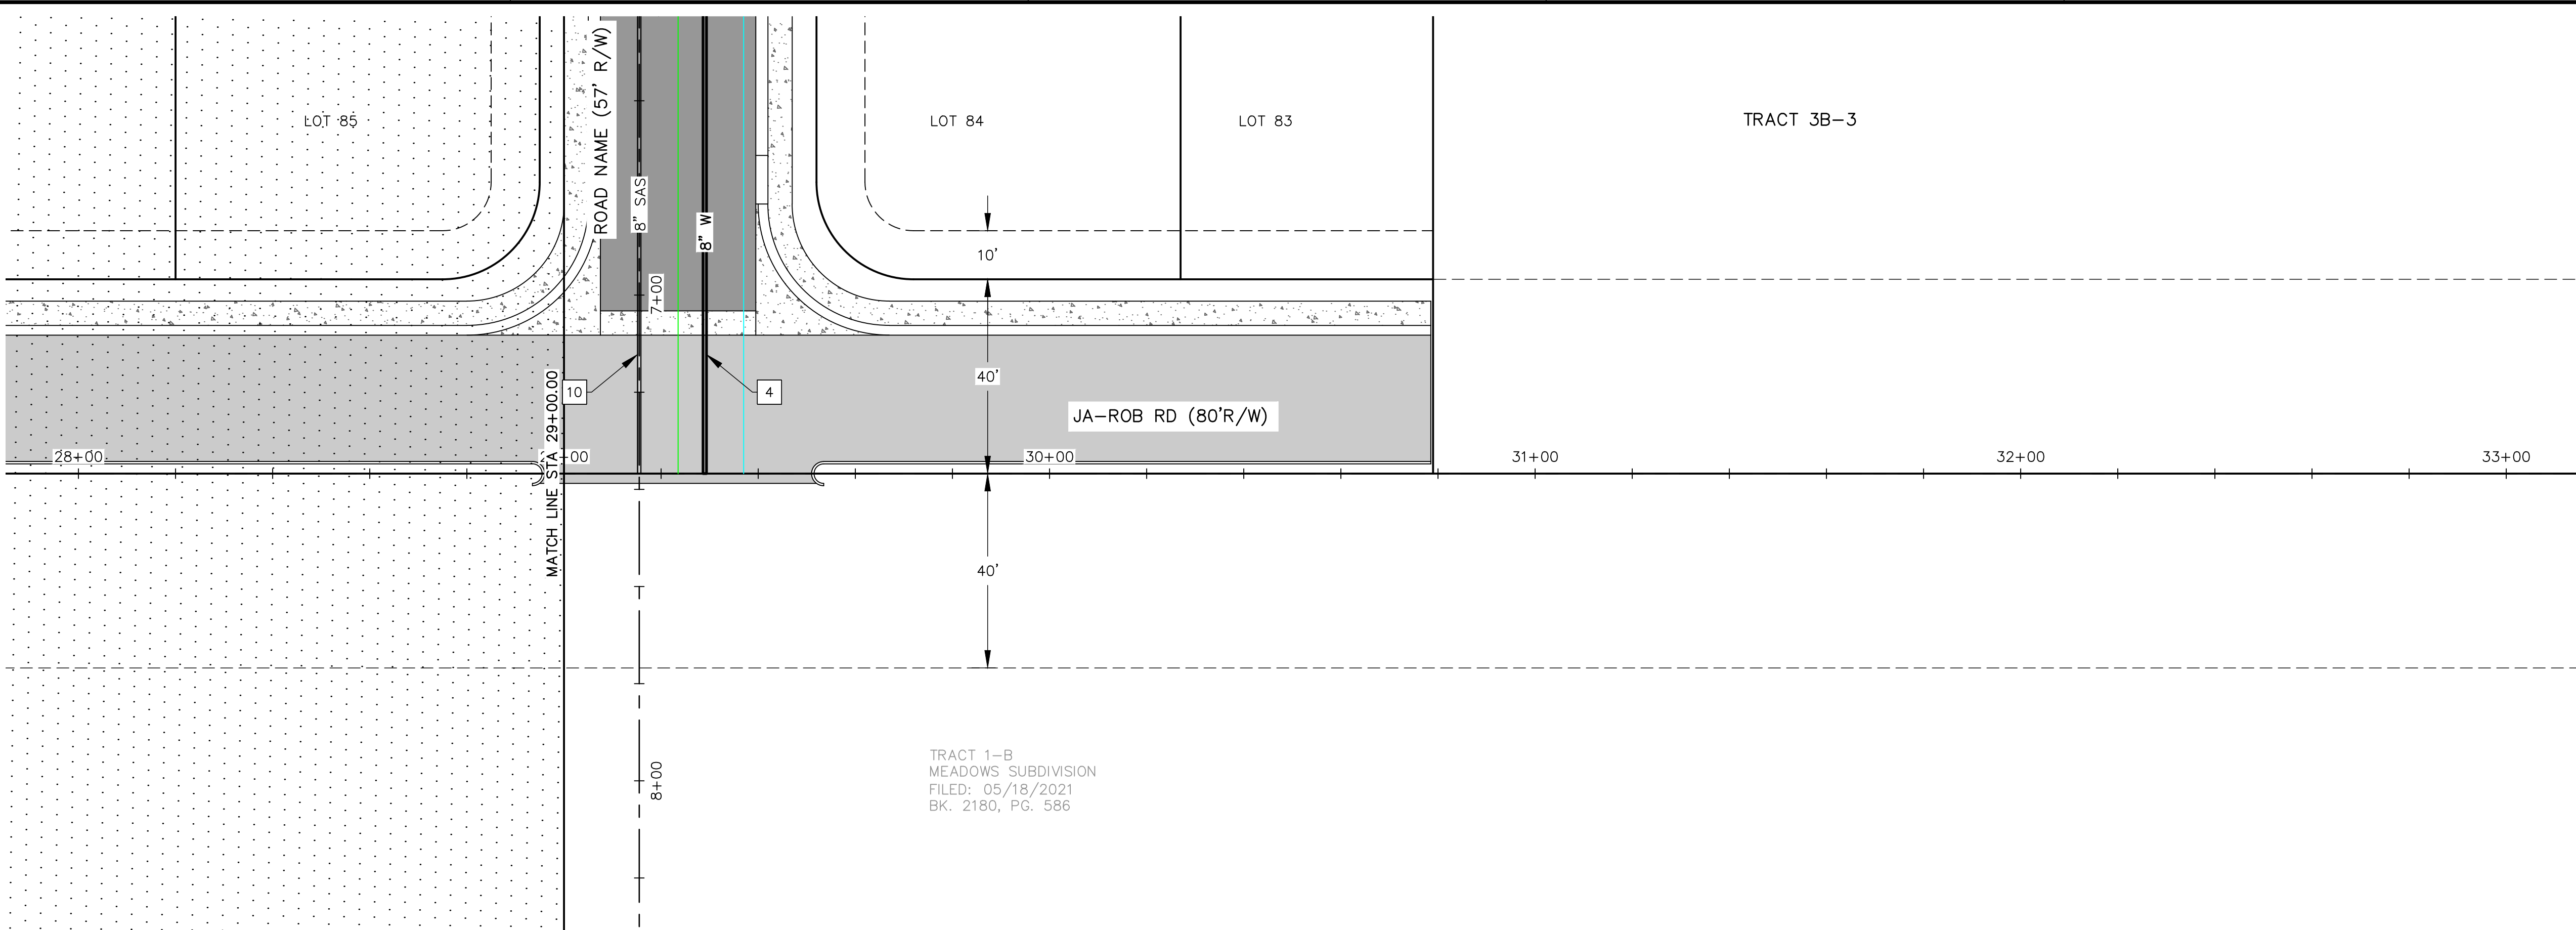 LOT 85
ROAD NAME (57' R/W)
8" SAS
8" W
7+00
LOT 84
LOT 83
TRACT 3B-3
10'
40'
10
4
MATCH LINE STA 29+00.00
JA-ROB RD (80'R/W)
28+00
+00
30+00
31+00
32+00
33+00
40'
8+00
TRACT 1-B
MEADOWS SUBDIVISION
FILED: 05/18/2021
BK. 2180, PG. 586